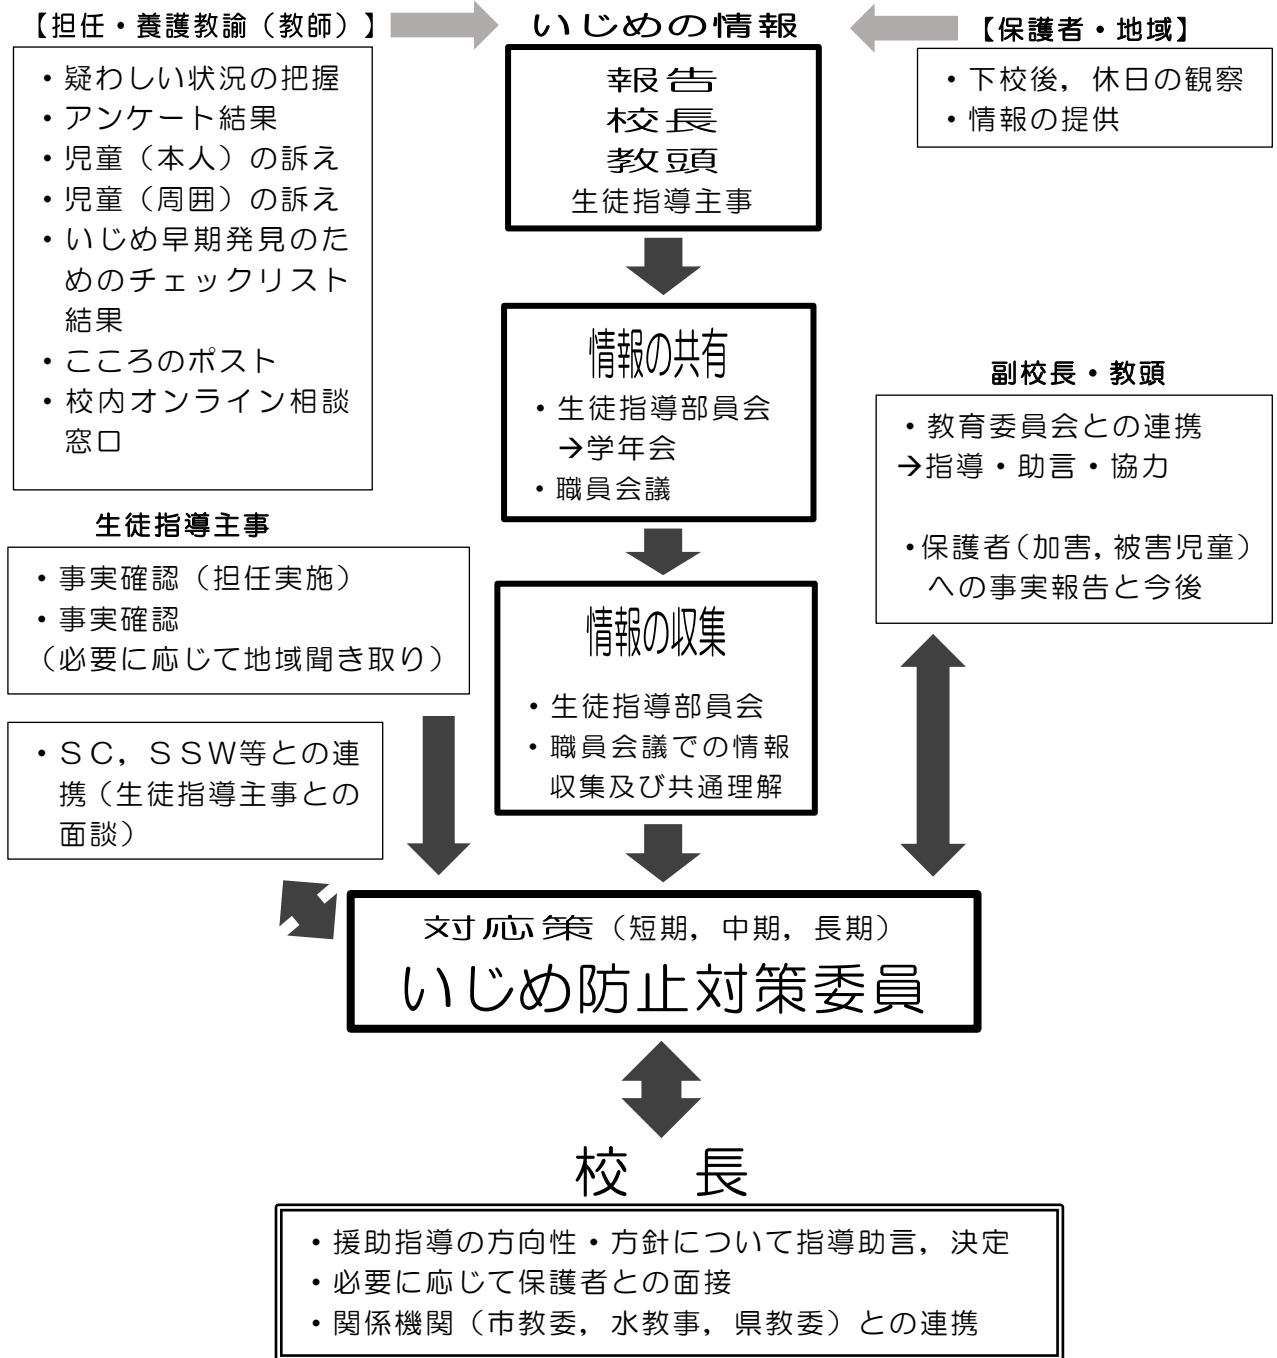 【担任・養護教諭（教師）】
・疑わしい状況の把握
・アンケート結果
・児童（本人）の訴え
・児童（周囲）の訴え
・いじめ早期発見のた
めのチェックリスト
結果
・こころのポスト
・校内オンライン相談
窓口
いじめの情報
報告
校長
教頭
生徒指導主事
【保護者・地域】
・下校後，休日の観察
・情報の提供
情報の共有
・生徒指導部員会
→学年会
・職員会議
副校長・教頭
・教育委員会との連携
→指導・助言・協力
・保護者（加害，被害児童）
への事実報告と今後
生徒指導主事
・事実確認（担任実施）
・事実確認
（必要に応じて地域聞き取り）
・ＳＣ，ＳＳＷ等との連
携（生徒指導主事との
面談）
情報の収集
・生徒指導部員会
・職員会議での情報
収集及び共通理解
対応策（短期，中期，長期）
いじめ防止対策委員
校　長
・援助指導の方向性・方針について指導助言，決定
・必要に応じて保護者との面接
・関係機関（市教委，水教事，県教委）との連携